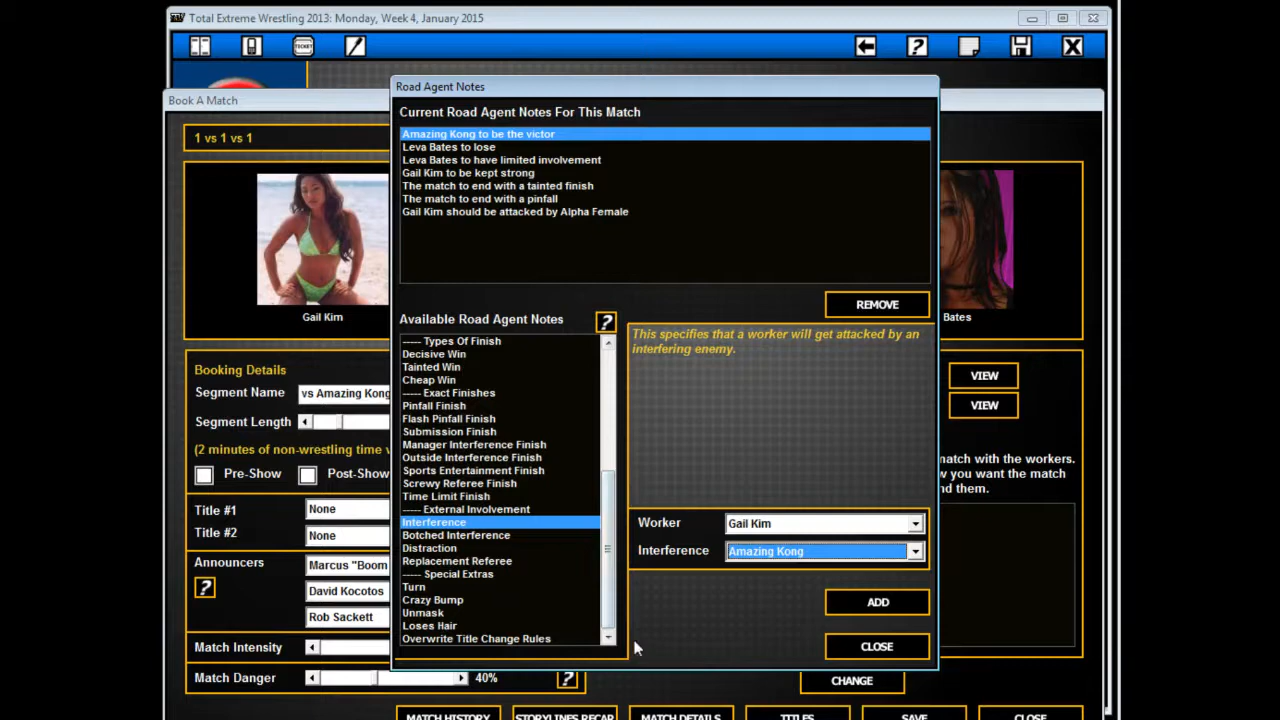 Total Extreme Wrestling 2013: Monday, Week 4, January 2015
TICKET
Book A Match
Road Agent Notes
Current Road Agent Notes For This Match
1 vs 1 vs 1
Amazing Kong to be the victor
Leva Bates to lose
Leva Bates to have limited involvement
Gail Kim to be kept strong
The match to end with a tainted finish
The match to end with a pinfall
Gail Kim should be attacked by Alpha Female
REMOVE
Gail Kim
Bates
Available Road Agent Notes
?
This specifies that a worker will get attacked by an
interfering enemy.
----- Types Of Finish
Decisive Win
Tainted Win
Cheap Win
----- Exact Finishes
Pinfall Finish
Flash Pinfall Finish
Submission Finish
Manager Interference Finish
Outside Interference Finish
Sports Entertainment Finish
Screwy Referee Finish
Time Limit Finish
----- External Involvement
Interference
Botched Interference
Distraction
Replacement Referee
----- Special Extras
Turn
Crazy Bump
Unmask
Loses Hair
Overwrite Title Change Rules
Worker
Gail Kim
Interference
Amazing Kong
ADD
CLOSE
Booking Details
Segment Name
vs Amazing Kong
Segment Length
(2 minutes of non-wrestling time
Pre-Show
Post-Show
Title #1
None
Title #2
None
Announcers
?
Marcus "Boom
David Kocotos
Rob Sackett
Match Intensity
Match Danger
40%
?
VIEW
VIEW
match with the workers.
you want the match
nd them.
CHANGE
MATCH HISTORY
STORYLINES RECAP
MATCH DETAILS
TITLES
SAVE
CLOSE